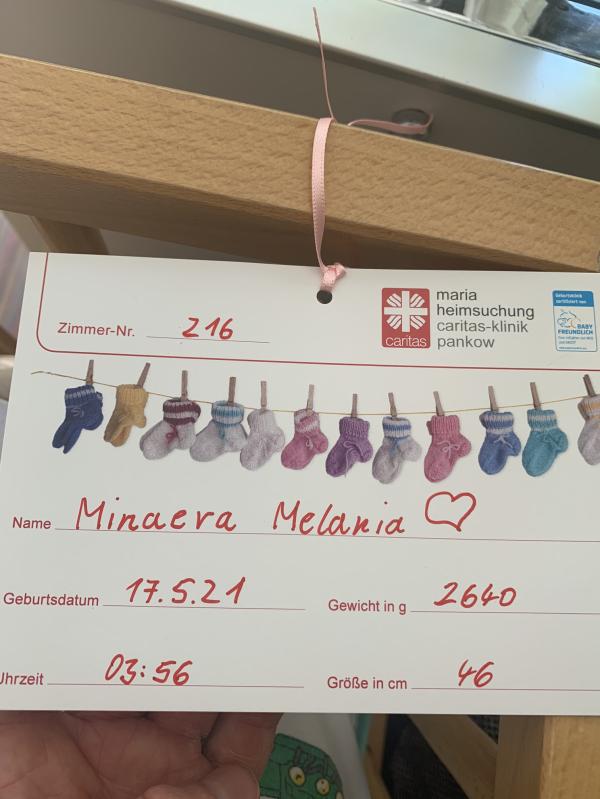 maria
heimsuchung
caritas-klinik
pankow
caritas
BABY
FREUNDLICH
Zimmer-Nr. 216
Name Minaeva Melania
Geburtsdatum 17.5.21
Gewicht in g 2640
Uhrzeit 03:56
Größe in cm 46